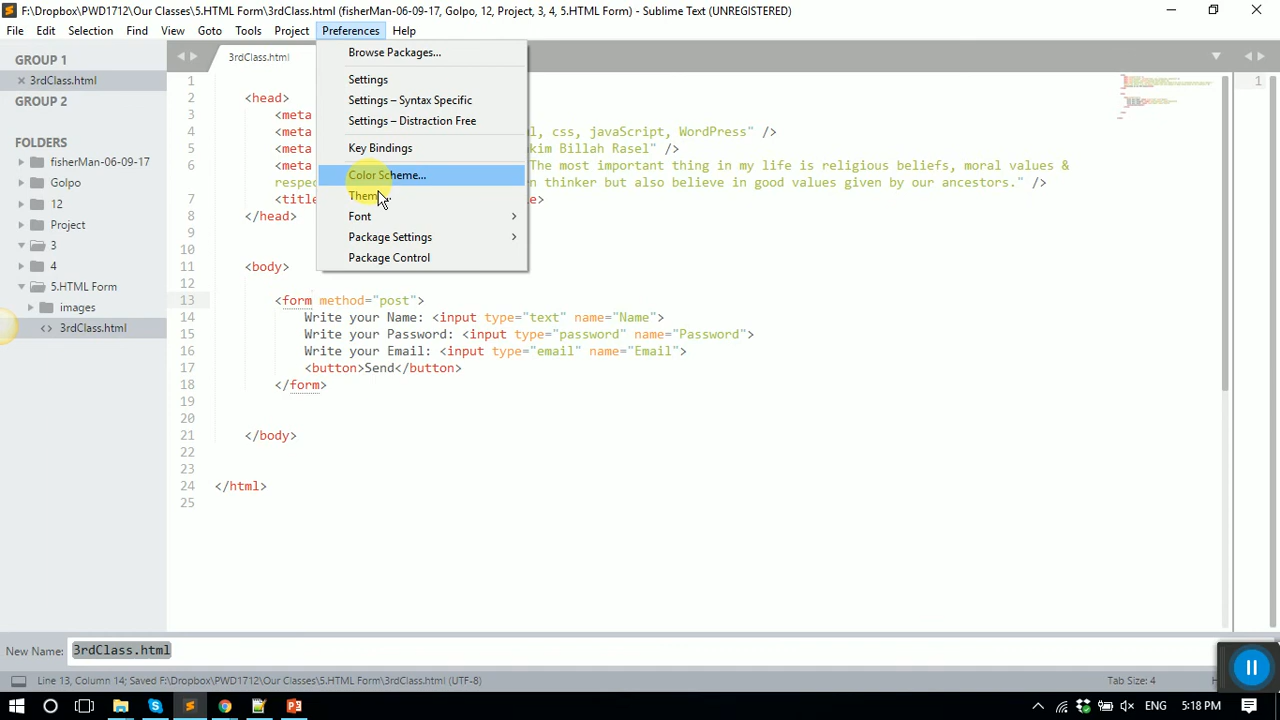 F:\Dropbox\PWD1712\Our Classes\5.HTML Form\3rdClass.html (fisherMan-06-09-17, Golpo, 12, Project, 3, 4, 5.HTML Form) - Sublime Text (UNREGISTERED)
File Edit Selection Find View Goto Tools Project Preferences Help
GROUP 1
3rdClass.html
GROUP 2
FOLDERS
fisherMan-06-09-17
Golpo
12
Project
3
4
5.HTML Form
images
3rdClass.html
3rdClass.html
Browse Packages...
Settings
Settings – Syntax Specific
Settings – Distraction Free
Key Bindings
Color Scheme...
Theme...
Font
Package Settings
Package Control
1
2 <head>
3 <meta
4 <meta l, css, javaScript, WordPress" />
5 <meta kim Billah Rasel" />
6 <meta The most important thing in my life is religious beliefs, moral values &
respec n thinker but also believe in good values given by our ancestors." />
7 <titl e>
8 </head>
9
10
11 <body>
12
13 <form method="post">
14 Write your Name: <input type="text" name="Name">
15 Write your Password: <input type="password" name="Password">
16 Write your Email: <input type="email" name="Email">
17 <button>Send</button>
18 </form>
19
20
21 </body>
22
23
24 </html>
25
1
New Name: 3rdClass.html
Line 13, Column 14; Saved F:\Dropbox\PWD1712\Our Classes\5.HTML Form\3rdClass.html (UTF-8) Tab Size: 4
ENG 5:18 PM